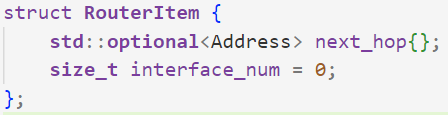 struct RouterItem {
    std::optional<Address> next_hop{};
    size_t interface_num = 0;
};